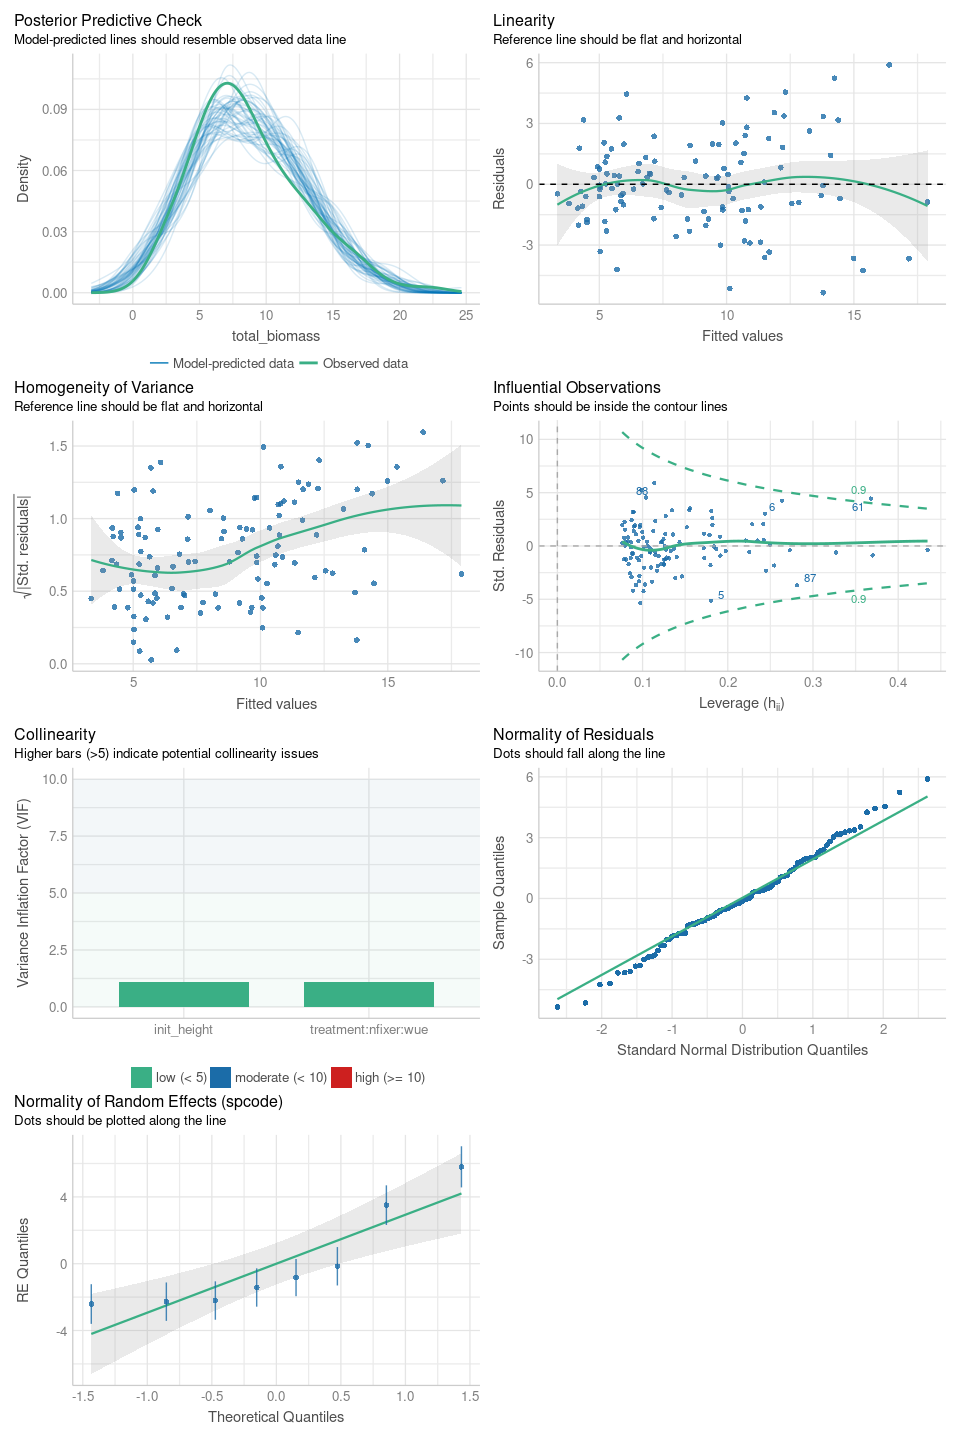 Posterior Predictive Check
Model-predicted lines should resemble observed data line
Density
0.09
0.06
0.03
0.00
0
5
10
15
20
25
total_biomass
Model-predicted data
Observed data
Linearity
Reference line should be flat and horizontal
Residuals
6
3
0
-3
5
10
15
Fitted values
Homogeneity of Variance
Reference line should be flat and horizontal
√|Std. residuals|
1.5
1.0
0.5
0.0
5
10
15
Fitted values
Influential Observations
Points should be inside the contour lines
Std. Residuals
10
5
0
-5
-10
0.9
6
61
87
5
0.9
0.0
0.1
0.2
0.3
0.4
Leverage (hii)
Collinearity
Higher bars (>5) indicate potential collinearity issues
Variance Inflation Factor (VIF)
10.0
7.5
5.0
2.5
0.0
init_height
treatment:nfixer:wue
low (< 5)
moderate (< 10)
high (>= 10)
Normality of Residuals
Dots should fall along the line
Sample Quantiles
6
3
0
-3
-2
-1
0
1
2
Standard Normal Distribution Quantiles
Normality of Random Effects (spcode)
Dots should be plotted along the line
RE Quantiles
4
0
-4
-1.5
-1.0
-0.5
0.0
0.5
1.0
1.5
Theoretical Quantiles